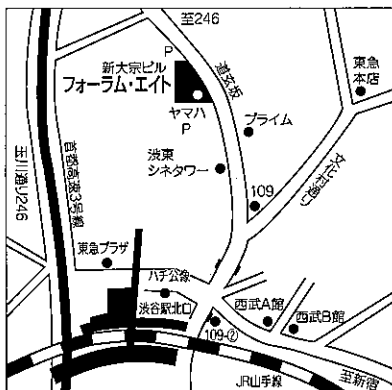 至246
P
新大宗ビル
フォーラム・エイト
ヤマハ
P
道玄坂
東急
本店
プライム
渋東
シネタワー
109
文化村通り
玉川通り246
首都高速3号線
東急プラザ
ハチ公像
渋谷駅北口
西武A館
西武B館
109-②
JR山手線
至新宿